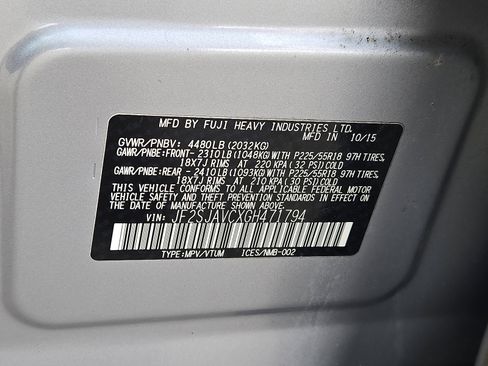 MFD BY FUJI HEAVY INDUSTRIES LTD.
GVWR/PNBV: 4480LB(2032KG) IN 10/15
GAWR/PNBE:FRONT- 2310LB(1048KG)WITH P225/55R18 97H TIRES,
18X7J RIMS AT 220 KPA(32 PSI)COLD
GAWR/PNBE:REAR- 2410LB(1093KG)WITH P225/55R18 97H TIRES,
18X7J RIMS AT 210 KPA(30 PSI)COLD
THIS VEHICLE CONFORMS TO ALL APPLICABLE FEDERAL MOTOR
VEHICLE SAFETY, BUMPER, AND THEFT PREVENTION STANDARDS
IN EFFECT ON THE DATE OF MANUFACTURE SHOWN ABOVE.
VIN: JF2SJAVCXGH471794
TYPE:MPV/VTUM ICES/NMB-002